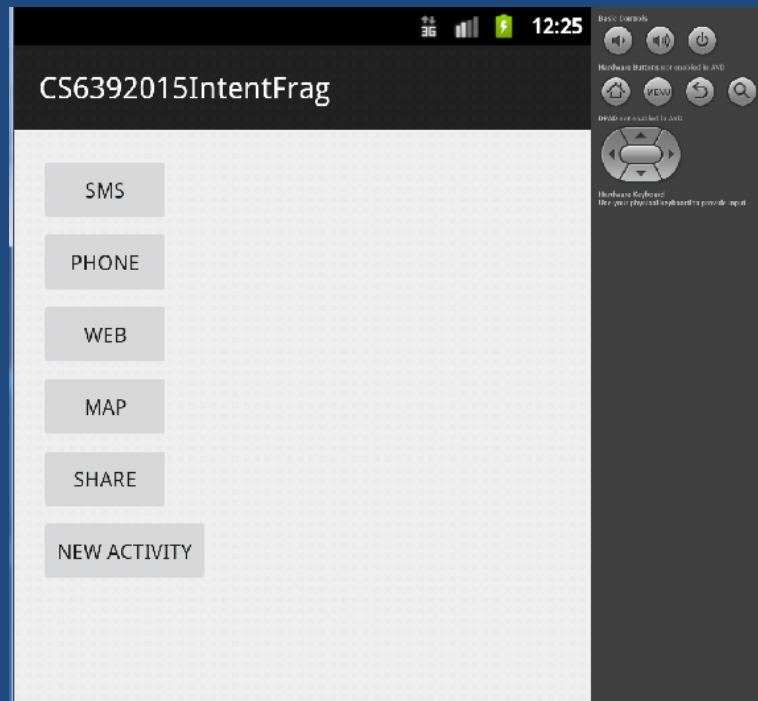 3G 12:25
CS6392015IntentFrag
SMS
PHONE
WEB
MAP
SHARE
NEW ACTIVITY
Basic Controls
Hardware Buttons not enabled in AVD
MENU
DPAD not enabled in AVD
Hardware Keyboard
Use your physical keyboard to provide input